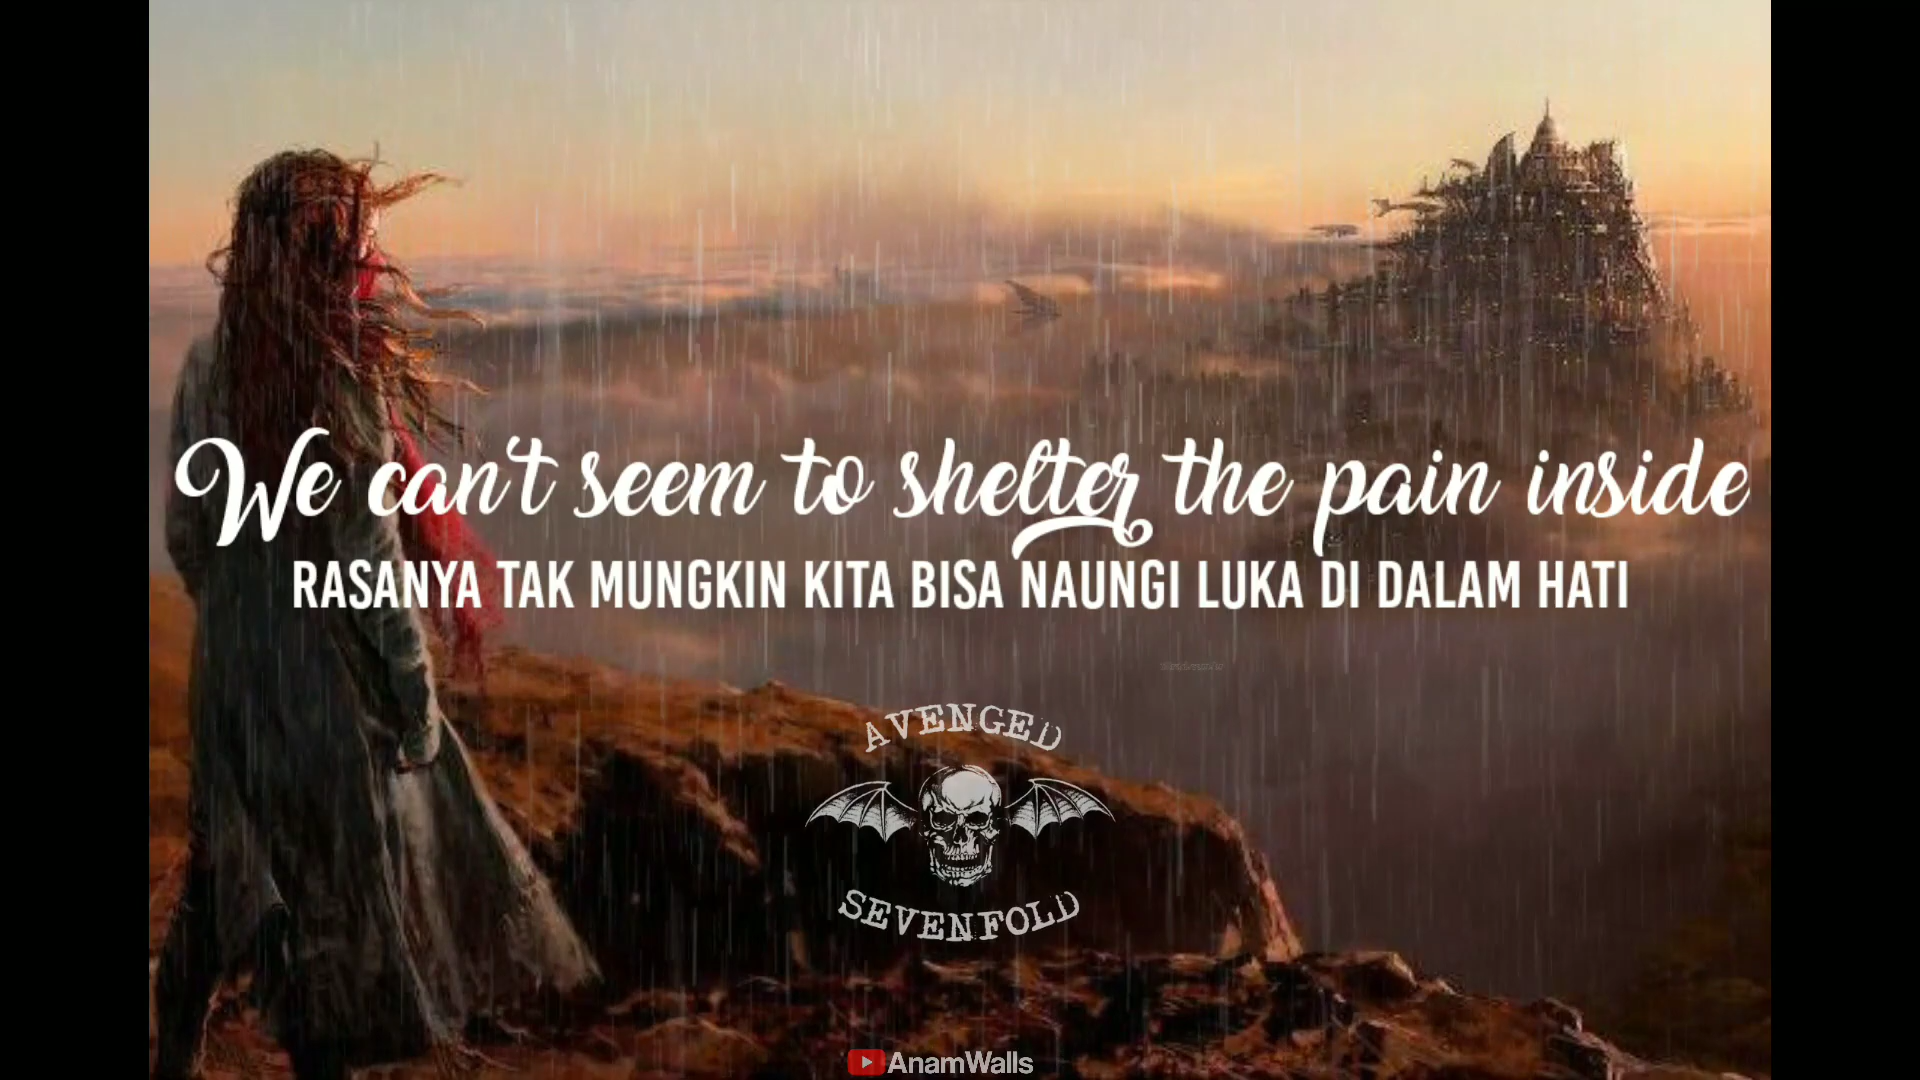 We can't seem to shelter the pain inside
RASANYA TAK MUNGKIN KITA BISA NAUNGI LUKA DI DALAM HATI
AVENGED
SEVENFOLD
AnamWalls